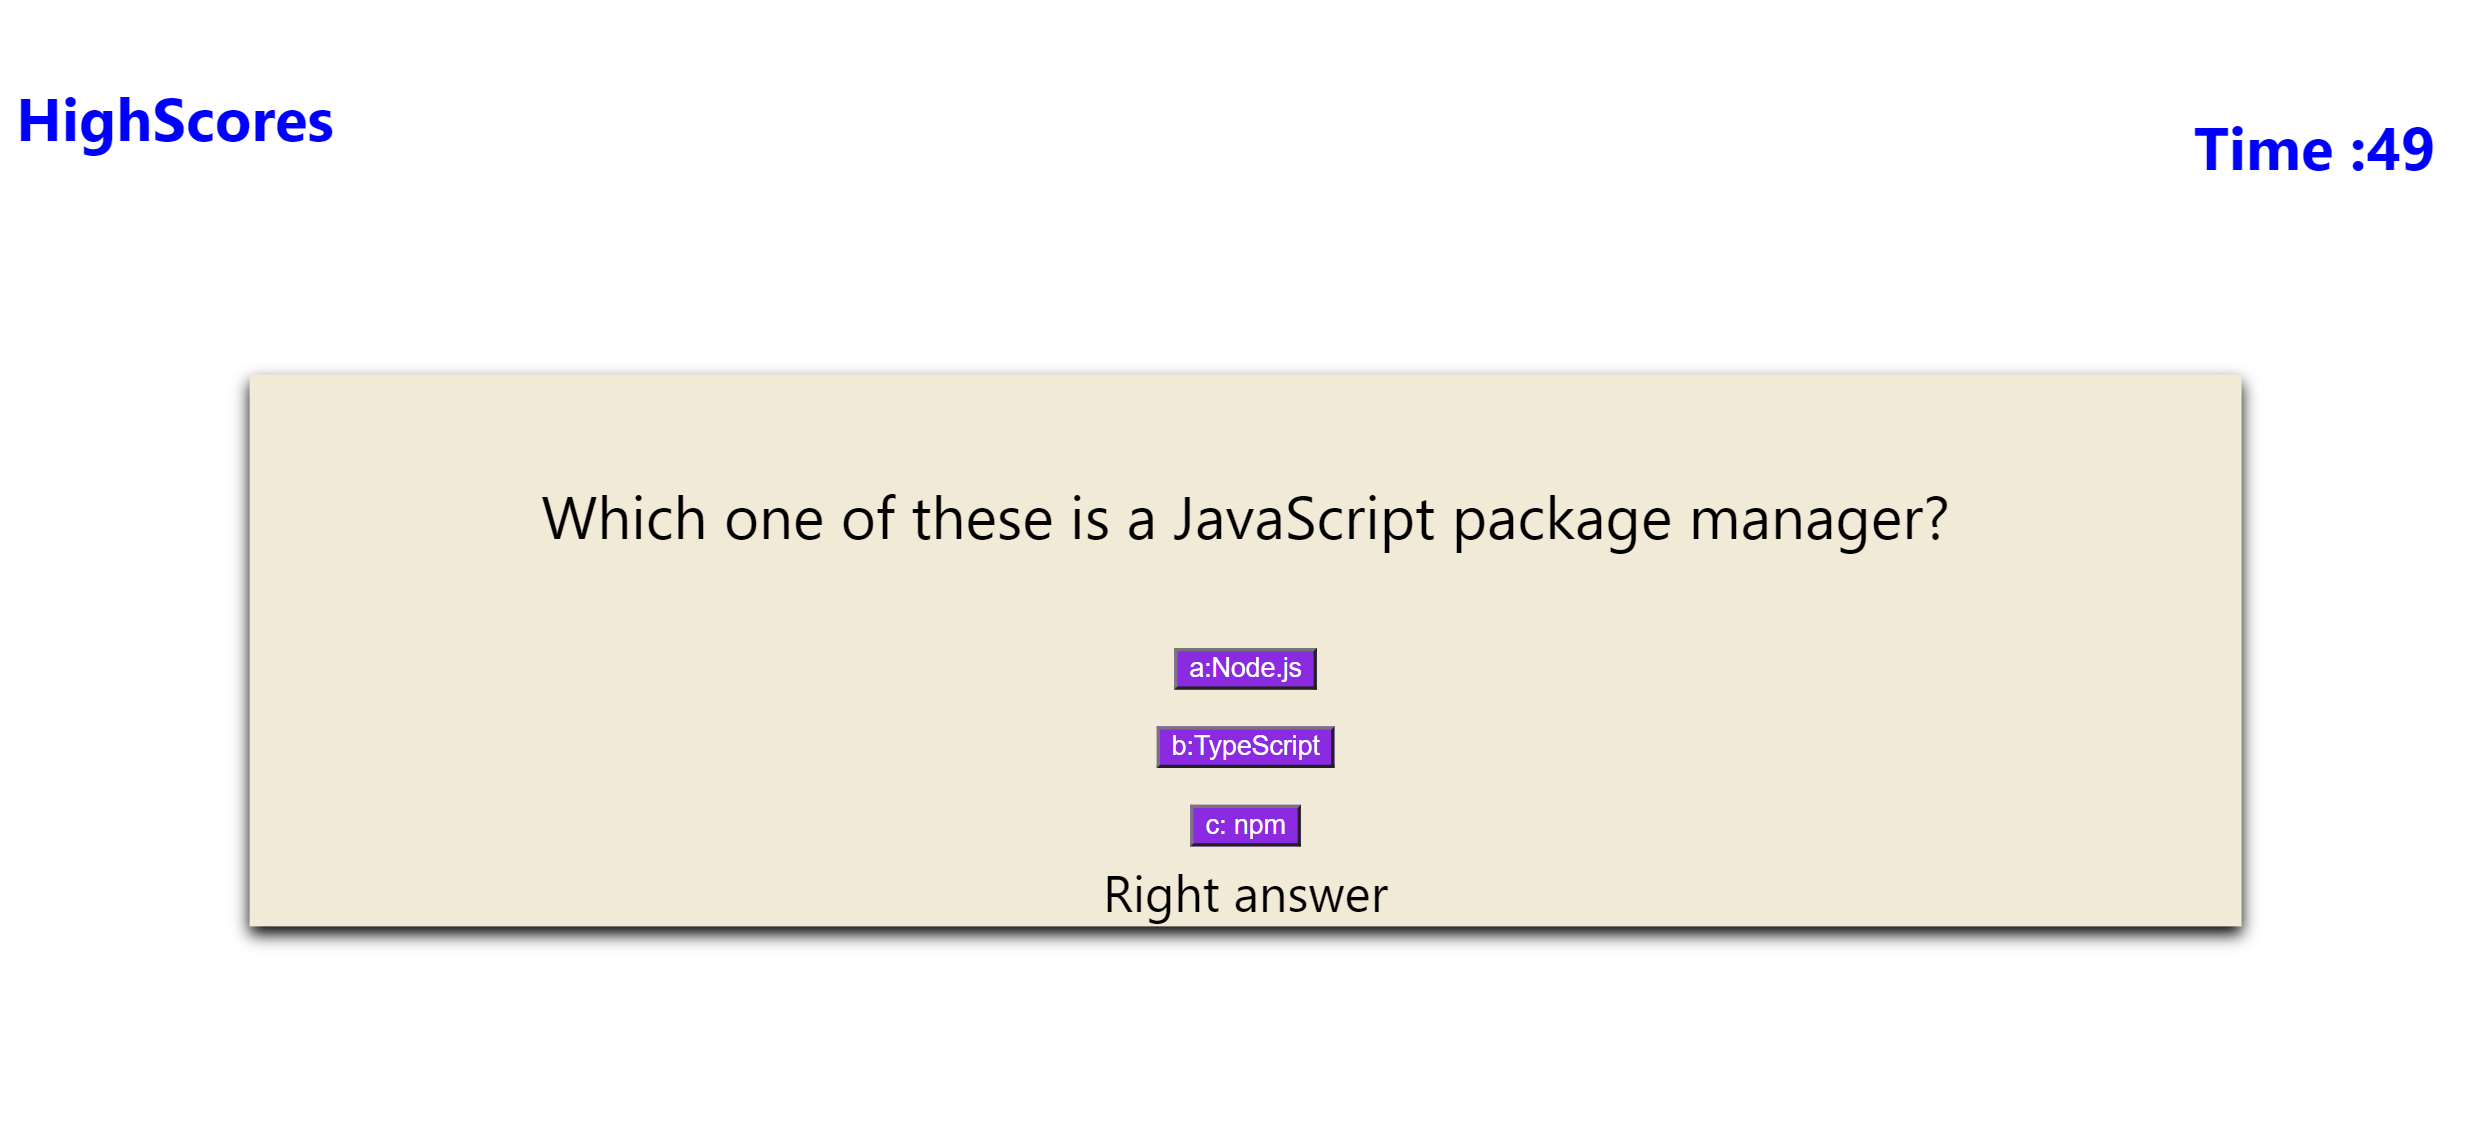 HighScores
Time :49
Which one of these is a JavaScript package manager?
a:Node.js
b:TypeScript
c: npm
Right answer